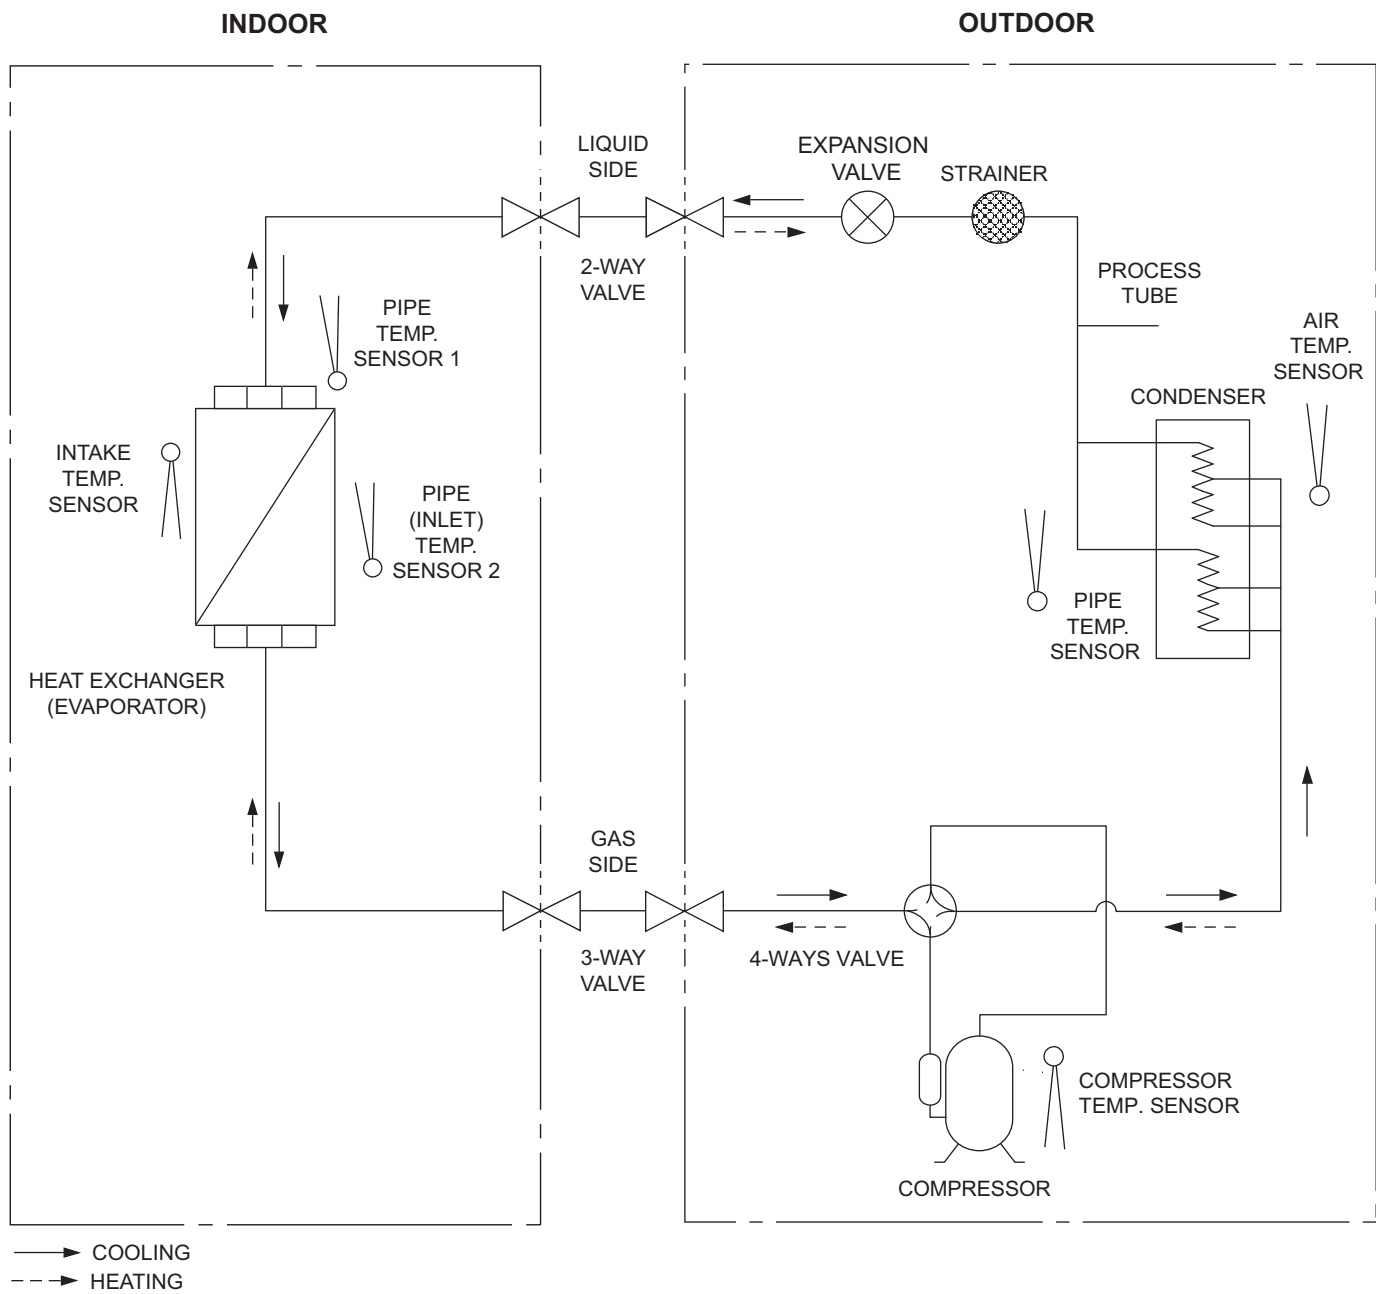 INDOOR
OUTDOOR
LIQUID
SIDE
EXPANSION
VALVE
STRAINER
2-WAY
VALVE
PROCESS
TUBE
PIPE
TEMP.
SENSOR 1
AIR
TEMP.
SENSOR
CONDENSER
INTAKE
TEMP.
SENSOR
PIPE
(INLET)
TEMP.
SENSOR 2
PIPE
TEMP.
SENSOR
HEAT EXCHANGER
(EVAPORATOR)
GAS
SIDE
3-WAY
VALVE
4-WAYS VALVE
COMPRESSOR
TEMP. SENSOR
COMPRESSOR
COOLING
HEATING